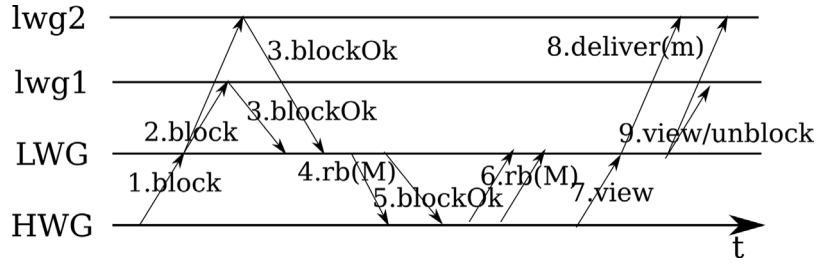 lwg2
3.blockOk
8.deliver(m)
lwg1
3.blockOk
2.block
9.view/unblock
LWG
4.rb(M)
6.rb(M)
1.block
5.blockOk
7.view
HWG
t